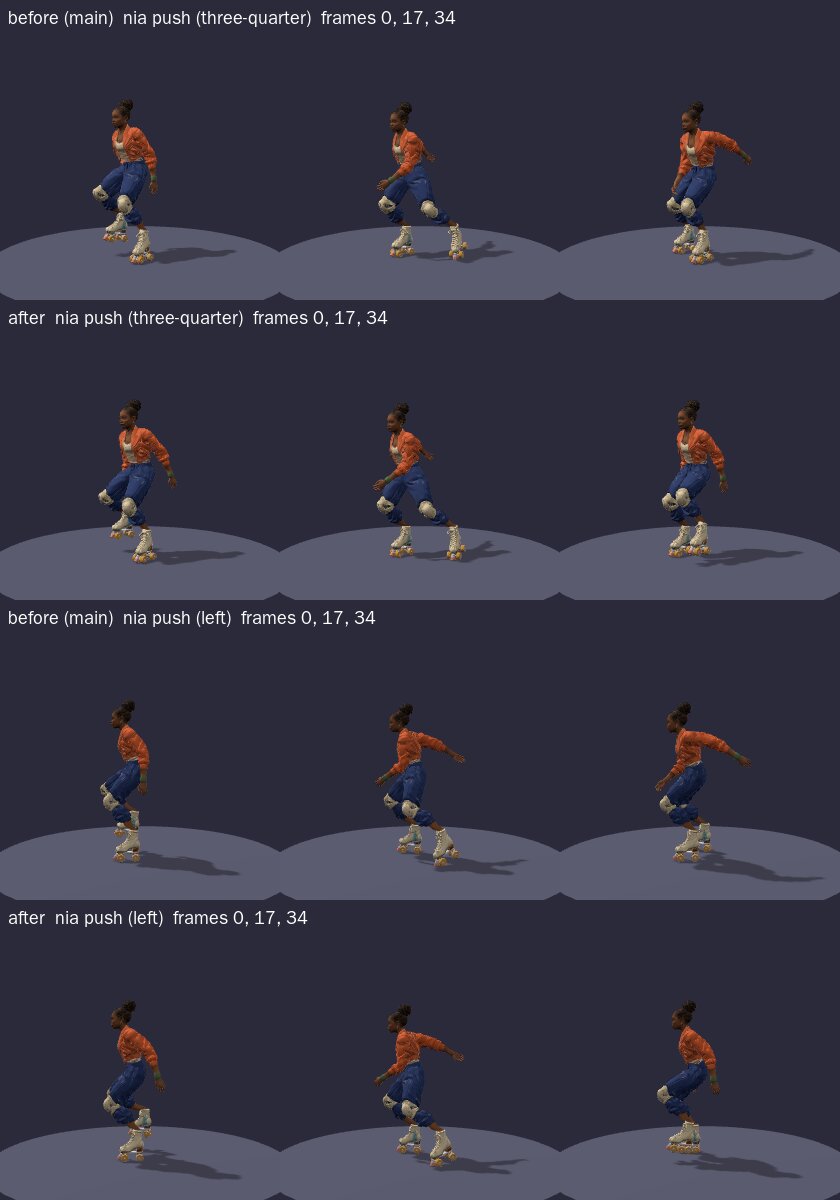 before (main)  nia push (three-quarter)  frames 0, 17, 34
after  nia push (three-quarter)  frames 0, 17, 34
before (main)  nia push (left)  frames 0, 17, 34
after  nia push (left)  frames 0, 17, 34